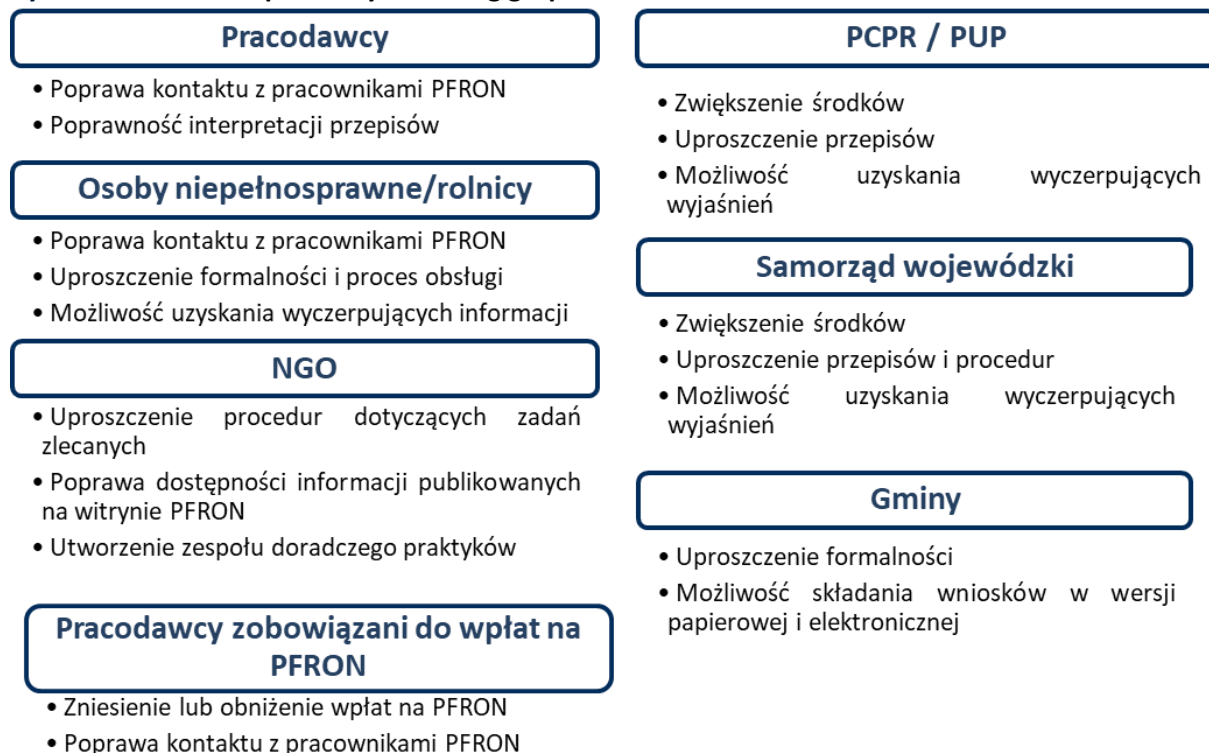 Pracodawcy
• Poprawa kontaktu z pracownikami PFRON
• Poprawność interpretacji przepisów
Osoby niepełnosprawne/rolnicy
• Poprawa kontaktu z pracownikami PFRON
• Uproszczenie formalności i proces obsługi
• Możliwość uzyskania wyczerpujących informacji
NGO
• Uproszczenie procedur dotyczących zadań
zlecanych
• Poprawa dostępności informacji publikowanych
na witrynie PFRON
• Utworzenie zespołu doradczego praktyków
Pracodawcy zobowiązani do wpłat na
PFRON
• Zniesienie lub obniżenie wpłat na PFRON
• Poprawa kontaktu z pracownikami PFRON
PCPR / PUP
• Zwiększenie środków
• Uproszczenie przepisów
• Możliwość uzyskania wyczerpujących
wyjaśnień
Samorząd wojewódzki
• Zwiększenie środków
• Uproszczenie przepisów i procedur
• Możliwość uzyskania wyczerpujących
wyjaśnień
Gminy
• Uproszczenie formalności
• Możliwość składania wniosków w wersji
papierowej i elektronicznej